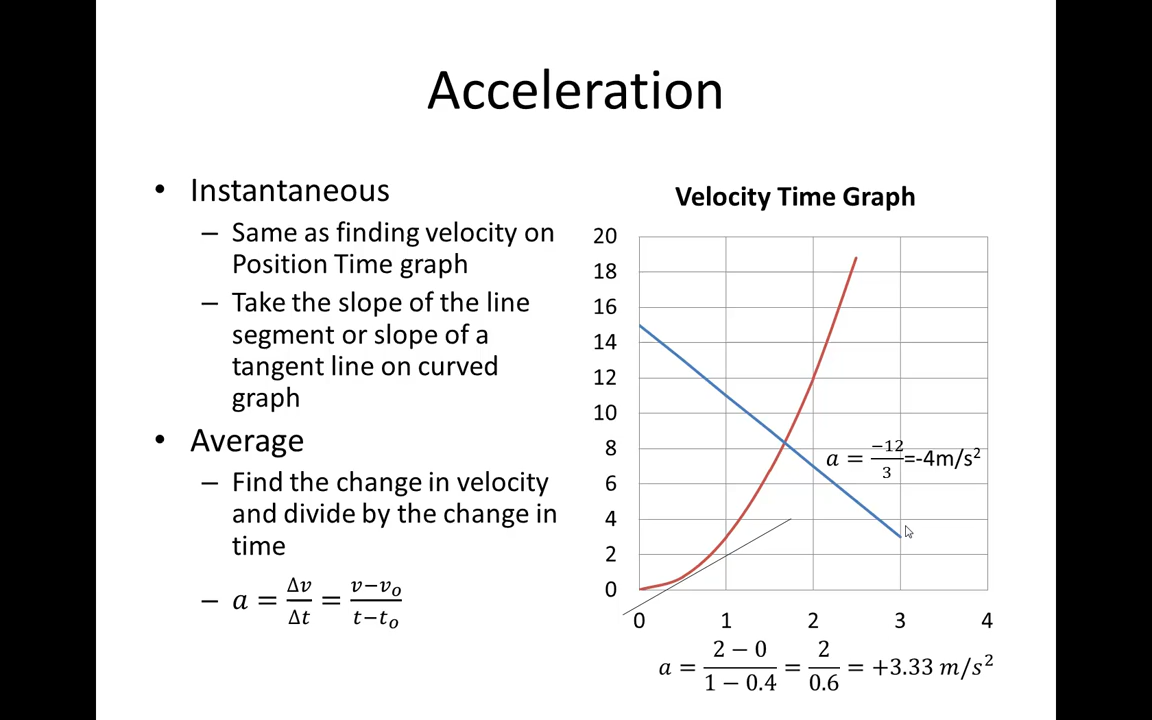 Acceleration
• Instantaneous
– Same as finding velocity on
Position Time graph
– Take the slope of the line
segment or slope of a
tangent line on curved
graph
• Average
– Find the change in velocity
and divide by the change in
time
– a = Δv/Δt = (v−v₀)/(t−t₀)
Velocity Time Graph
20
18
16
14
12
10
8
6
4
2
0
a = −12/3 =-4m/s²
0 1 2 3 4
a = (2 − 0)/(1 − 0.4) = 2/0.6 = +3.33 m/s²